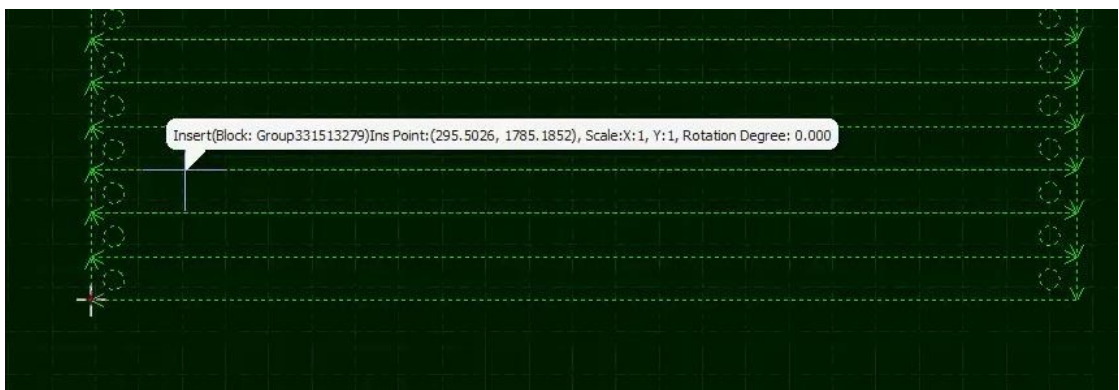 Insert(Block: Group331513279)Ins Point:(295.5026, 1785.1852), Scale:X:1, Y:1, Rotation Degree: 0.000